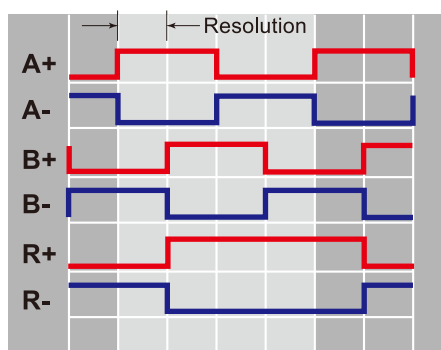 Resolution
A+
A-
B+
B-
R+
R-